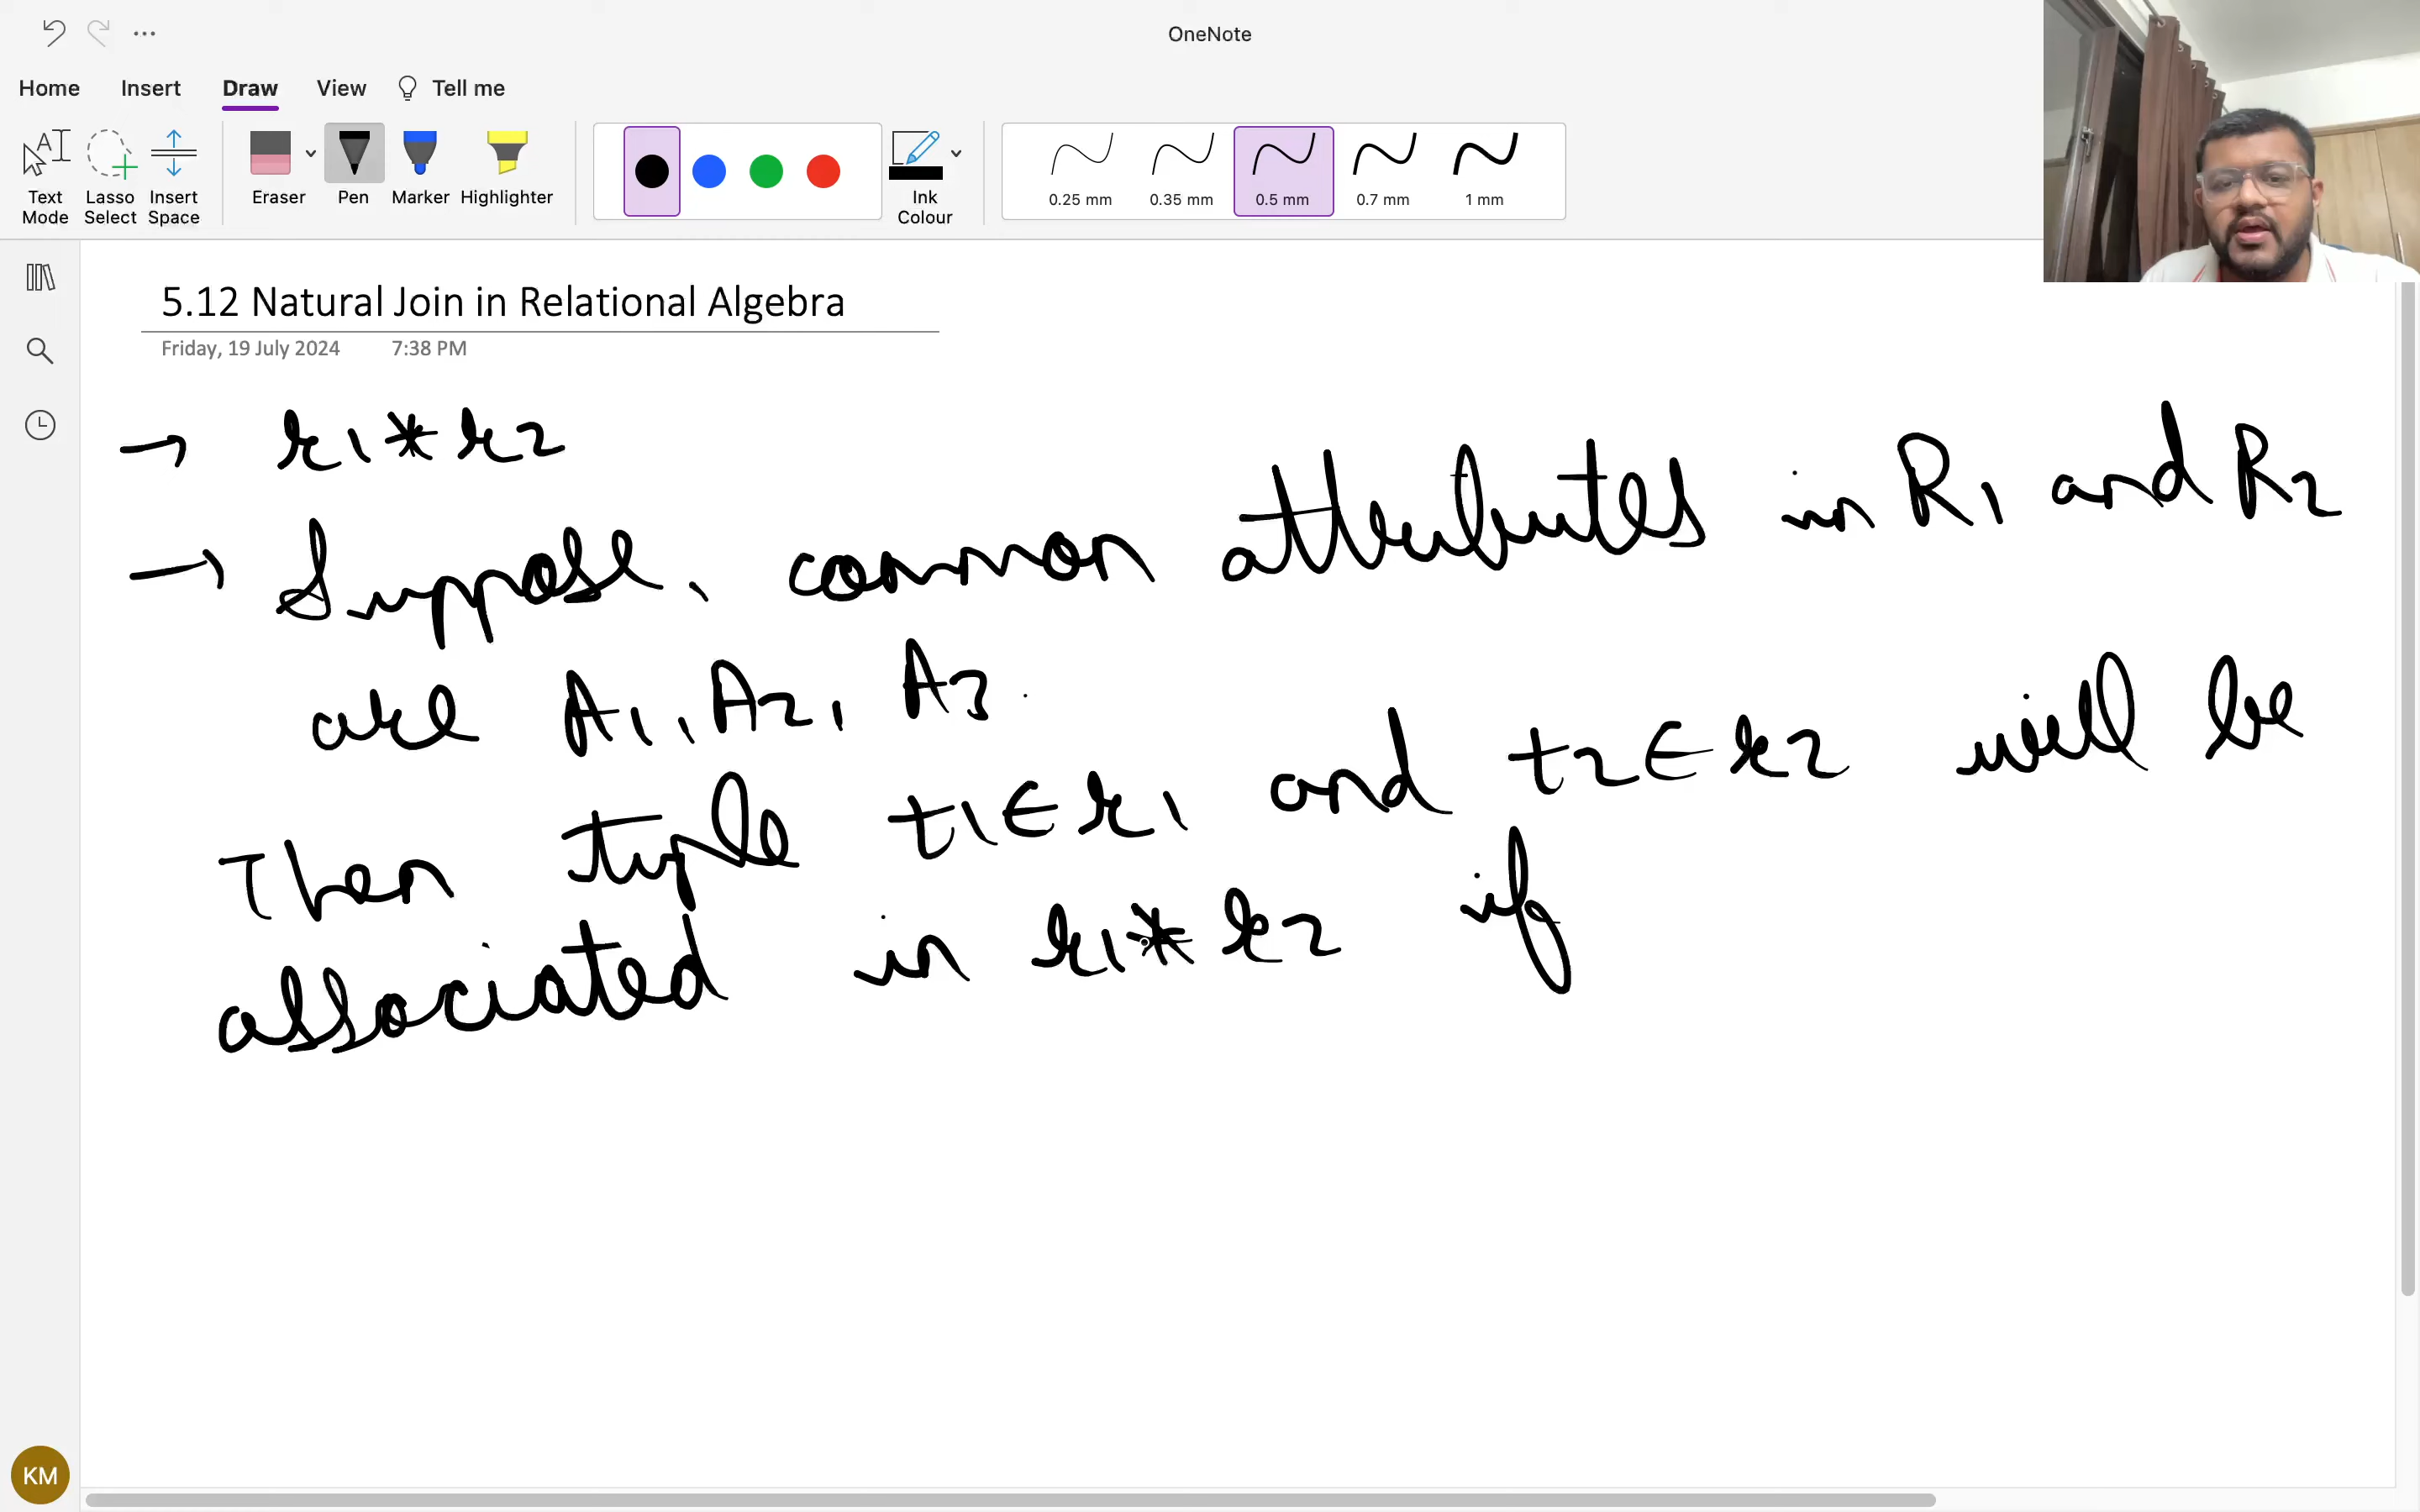 OneNote
Home Insert Draw View Tell me
Text Mode
Lasso Select
Insert Space
Eraser
Pen
Marker
Highlighter
Ink Colour
0.25 mm
0.35 mm
0.5 mm
0.7 mm
1 mm
5.12 Natural Join in Relational Algebra
Friday, 19 July 2024 7:38 PM
→ r1*r2
→ Suppose, common attributes in R1 and R2
are A1, A2, A3.
Then tuple t1∈r1 and t2∈r2 will be
associated in r1*r2 if
KM